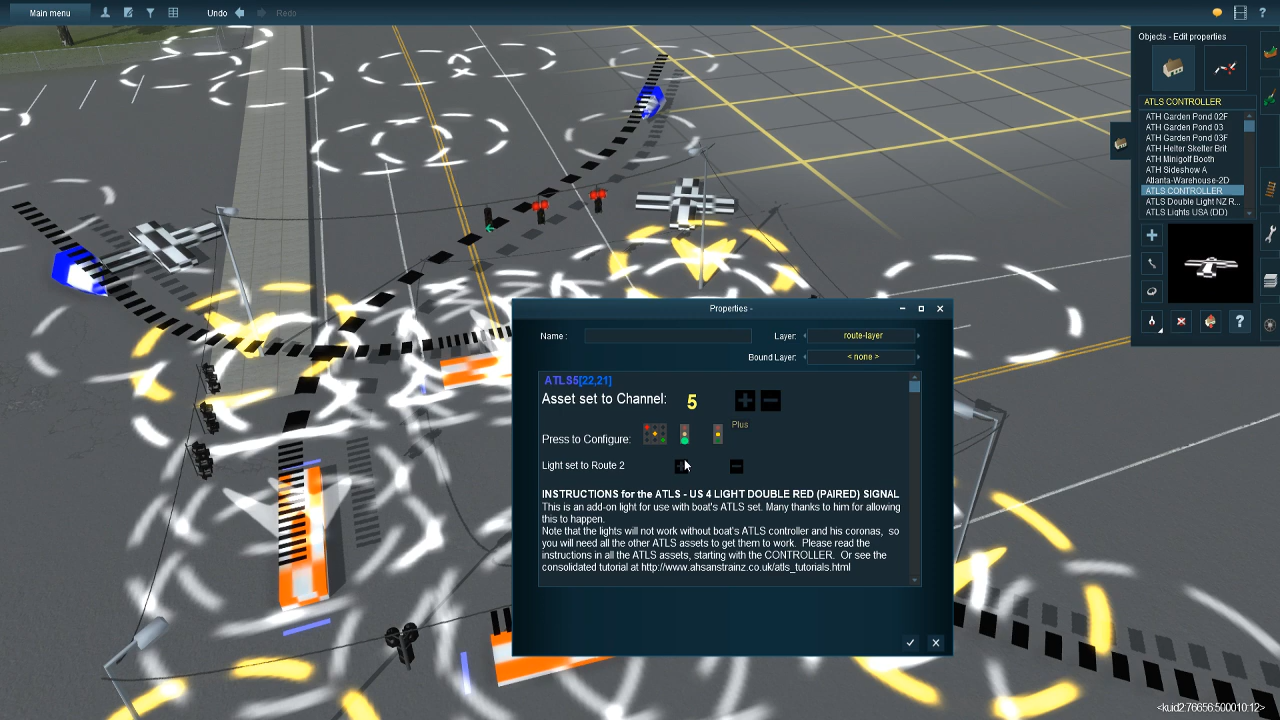 Main menu
Undo
Redo
?
Objects - Edit properties
ATLS CONTROLLER
ATH Garden Pond 02F
ATH Garden Pond 03
ATH Garden Pond 03F
ATH Helter Skelter Brit
ATH Minigolf Booth
ATH Sideshow A
Atlanta-Warehouse-2D
ATLS CONTROLLER
ATLS Double Light NZ R...
ATLS Lights USA (DD)
?
Properties -
Name :
Layer:
route-layer
Bound Layer:
< none >
ATLS5[22,21]
Asset set to Channel: 5
Plus
Press to Configure:
Light set to Route 2
INSTRUCTIONS for the ATLS - US 4 LIGHT DOUBLE RED (PAIRED) SIGNAL
This is an add-on light for use with boat's ATLS set. Many thanks to him for allowing
this to happen.
Note that the lights will not work without boat's ATLS controller and his coronas, so
you will need all the other ATLS assets to get them to work. Please read the
instructions in all the ATLS assets, starting with the CONTROLLER. Or see the
consolidated tutorial at http://www.ahsanstrainz.co.uk/atls_tutorials.html
<kuid2:76656:500010:12>